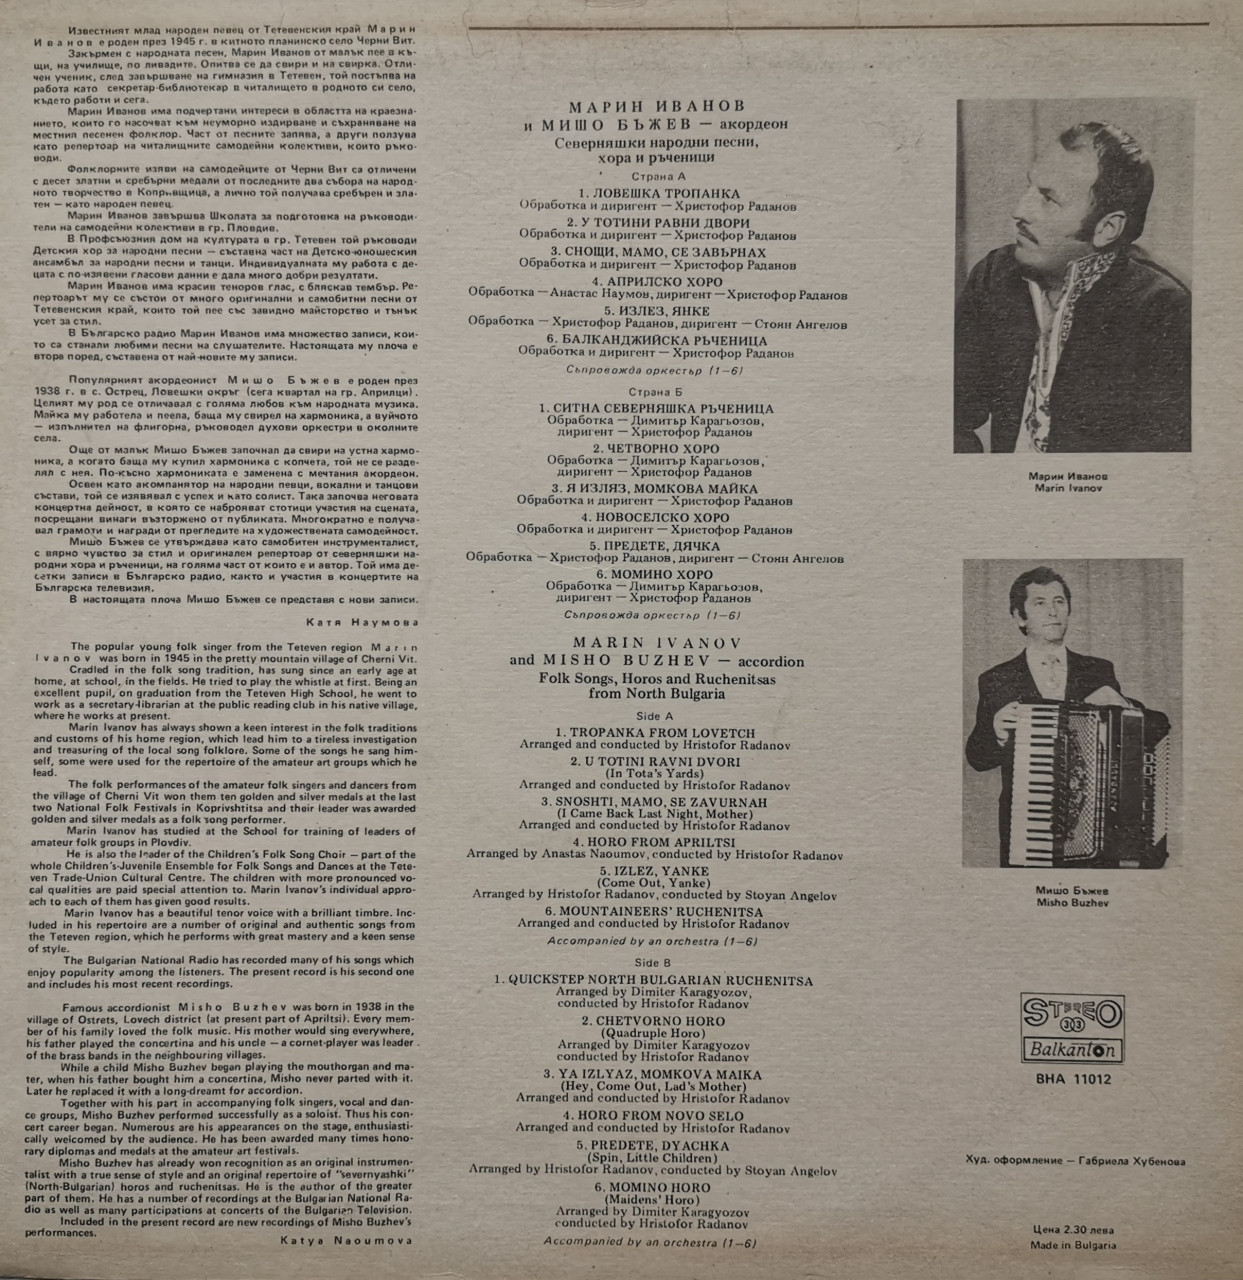 Известният млад народен певец от Тетевенския край Марин
Иванов е роден през 1945 г. в китното планинско село Черни Вит.
Закърмен с народната песен, Марин Иванов от малък пее в къ-
щи, на училище, по ливадите. Опитва се да свири и на свирка. Отли-
чен ученик, след завършване на гимназия в Тетевен, той постъпва на
работа като секретар-библиотекар в читалището в родното си село,
където работи и сега.
Марин Иванов има подчертани интереси в областта на краезна-
нието, които го насочват към неуморно издирване и съхраняване на
местния песенен фолклор. Част от песните запява, а други ползува
като репертоар на читалищните самодейни колективи, които ръко-
води.
Фолклорните изяви на самодейците от Черни Вит са отличени
с десет златни и сребърни медали от последните два събора на народ-
ното творчество в Копривщица, а лично той получава сребърен и зла-
тен — като народен певец.
Марин Иванов завършва Школата за подготовка на ръководи-
тели на самодейни колективи в гр. Пловдив.
В Профсъюзния дом на културата в гр. Тетевен той ръководи
Детския хор за народни песни — съставна част на Детско-юношеския
ансамбъл за народни песни и танци. Индивидуалната му работа с де-
цата с по-изявени гласови данни е дала много добри резултати.
Марин Иванов има красив теноров глас, с бляскав тембър. Ре-
пертоарът му се състои от много оригинални и самобитни песни от
Тетевенския край, които той пее със завидно майсторство и тънък
усет за стил.
В Българско радио Марин Иванов има множество записи, кои-
то са станали любими песни на слушателите. Настоящата му плоча е
втора поред, съставена от най-новите му записи.
Популярният акордеонист Мишо Бъжев е роден през
1938 г. в с. Острец, Ловешки окръг (сега квартал на гр. Априлци).
Целият му род се отличавал с голяма любов към народната музика.
Майка му работела и пеела, баща му свирел на хармоника, а вуйчото
— изпълнител на флигорна, ръководел духови оркестри в околните
села.
Още от малък Мишо Бъжев започнал да свири на устна хармо-
ника, а когато баща му купил хармоника с копчета, той не се разде-
лял с нея. По-късно хармониката е заменена с мечтания акордеон.
Освен като акомпанятор на народни певци, вокални и танцови
състави, той се изявявал с успех и като солист. Така започва неговата
концертна дейност, в която се наброяват стотици участия на сцената,
посрещани винаги възторжено от публиката. Многократно е получа-
вал грамоти и награди от прегледите на художествената самодейност.
Мишо Бъжев се утвърждава като самобитен инструменталист,
с вярно чувство за стил и оригинален репертоар от северняшки на-
родни хора и ръченици, на голяма част от които е и автор. Той има де-
сетки записи в Българско радио, както и участия в концертите на
Българска телевизия.
В настоящата плоча Мишо Бъжев се представя с нови записи.
Катя Наумова
The popular young folk singer from the Teteven region Marin
Ivanov was born in 1945 in the pretty mountain village of Cherni Vit.
Cradled in the folk song tradition, has sung since an early age at
home, at school, in the fields. He tried to play the whistle at first. Being an
excellent pupil, on graduation from the Teteven High School, he went to
work as a secretary-librarian at the public reading club in his native village,
where he works at present.
Marin Ivanov has always shown a keen interest in the folk traditions
and customs of his home region, which lead him to a tireless investigation
and treasuring of the local song folklore. Some of the songs he sang him-
self, some were used for the repertoire of the amateur art groups which he
lead.
The folk performances of the amateur folk singers and dancers from
the village of Cherni Vit won them ten golden and silver medals at the last
two National Folk Festivals in Koprivshtitsa and their leader was awarded
golden and silver medals as a folk song performer.
Marin Ivanov has studied at the School for training of leaders of
amateur folk groups in Plovdiv.
He is also the leader of the Children's Folk Song Choir — part of the
whole Children's-Juvenile Ensemble for Folk Songs and Dances at the Tete-
ven Trade-Union Cultural Centre. The children with more pronounced vo-
cal qualities are paid special attention to. Marin Ivanov's individual appro-
ach to each of them has given good results.
Marin Ivanov has a beautiful tenor voice with a brilliant timbre. Inc-
luded in his repertoire are a number of original and authentic songs from
the Teteven region, which he performs with great mastery and a keen sense
of style.
The Bulgarian National Radio has recorded many of his songs which
enjoy popularity among the listeners. The present record is his second one
and includes his most recent recordings.
Famous accordionist Misho Buzhev was born in 1938 in the
village of Ostrets, Lovech district (at present part of Apriltsi). Every mem-
ber of his family loved the folk music. His mother would sing everywhere,
his father played the concertina and his uncle — a cornet-player was leader
of the brass bands in the neighbouring villages.
While a child Misho Buzhev began playing the mouthorgan and ma-
ter, when his father bought him a concertina, Misho never parted with it.
Later he replaced it with a long-dreamt for accordion.
Together with his part in accompanying folk singers, vocal and dan-
ce groups, Misho Buzhev performed successfully as a soloist. Thus his con-
cert career began. Numerous are his appearances on the stage, enthusiasti-
cally welcomed by the audience. He has been awarded many times hono-
rary diplomas and medals at the amateur art festivals.
Misho Buzhev has already won recognition as an original instrumen-
talist with a true sense of style and an original repertoire of "severnyashki"
(North-Bulgarian) horos and ruchenitsas. He is the author of the greater
part of them. He has a number of recordings at the Bulgarian National Ra-
dio as well as many participations at concerts of the Bulgarian Television.
Included in the present record are new recordings of Misho Buzhev's
performances.
Katya Naoumova
МАРИН ИВАНОВ
и МИШО БЪЖЕВ — акордеон
Северняшки народни песни,
хора и ръченици
Страна А
1. ЛОВЕШКА ТРОПАНКА
Обработка и диригент — Христофор Раданов
2. У ТОТИНИ РАВНИ ДВОРИ
Обработка и диригент — Христофор Раданов
3. СНОЩИ, МАМО, СЕ ЗАВЪРНАХ
Обработка и диригент — Христофор Раданов
4. АПРИЛСКО ХОРО
Обработка — Анастас Наумов, диригент — Христофор Раданов
5. ИЗЛЕЗ, ЯНКЕ
Обработка — Христофор Раданов, диригент — Стоян Ангелов
6. БАЛКАНДЖИЙСКА РЪЧЕНИЦА
Обработка и диригент — Христофор Раданов
Съпровожда оркестър (1—6)
Страна Б
1. СИТНА СЕВЕРНЯШКА РЪЧЕНИЦА
Обработка — Димитър Карагьозов,
диригент — Христофор Раданов
2. ЧЕТВОРНО ХОРО
Обработка — Димитър Карагьозов,
диригент — Христофор Раданов
3. Я ИЗЛЯЗ, МОМКОВА МАЙКА
Обработка и диригент — Христофор Раданов
4. НОВОСЕЛСКО ХОРО
Обработка и диригент — Христофор Раданов
5. ПРЕДЕТЕ, ДЯЧКА
Обработка — Христофор Раданов, диригент — Стоян Ангелов
6. МОМИНО ХОРО
Обработка — Димитър Карагьозов,
диригент — Христофор Раданов
Съпровожда оркестър (1—6)
MARIN IVANOV
and MISHO BUZHEV — accordion
Folk Songs, Horos and Ruchenitsas
from North Bulgaria
Side A
1. TROPANKA FROM LOVETCH
Arranged and conducted by Hristofor Radanov
2. U TOTINI RAVNI DVORI
(In Tota's Yards)
Arranged and conducted by Hristofor Radanov
3. SNOSHTI, MAMO, SE ZAVURNAH
(I Came Back Last Night, Mother)
Arranged and conducted by Hristofor Radanov
4. HORO FROM APRILTSI
Arranged by Anastas Naoumov, conducted by Hristofor Radanov
5. IZLEZ, YANKE
(Come Out, Yanke)
Arranged by Hristofor Radanov, conducted by Stoyan Angelov
6. MOUNTAINEERS' RUCHENITSA
Arranged and conducted by Hristofor Radanov
Accompanied by an orchestra (1—6)
Side B
1. QUICKSTEP NORTH BULGARIAN RUCHENITSA
Arranged by Dimiter Karagyozov,
conducted by Hristofor Radanov
2. CHETVORNO HORO
(Quadruple Horo)
Arranged by Dimiter Karagyozov
conducted by Hristofor Radanov
3. YA IZLYAZ, MOMKOVA MAIKA
(Hey, Come Out, Lad's Mother)
Arranged and conducted by Hristofor Radanov
4. HORO FROM NOVO SELO
Arranged and conducted by Hristofor Radanov
5. PREDETE, DYACHKA
(Spin, Little Children)
Arranged by Hristofor Radanov, conducted by Stoyan Angelov
6. MOMINO HORO
(Maidens' Horo)
Arranged by Dimiter Karagyozov
conducted by Hristofor Radanov
Accompanied by an orchestra (1—6)
Марин Иванов
Marin Ivanov
Мишо Бъжев
Misho Buzhev
STEREO
33
Balkanton
ВНА 11012
Худ. оформление — Габриела Хубенова
Цена 2.30 лева
Made in Bulgaria